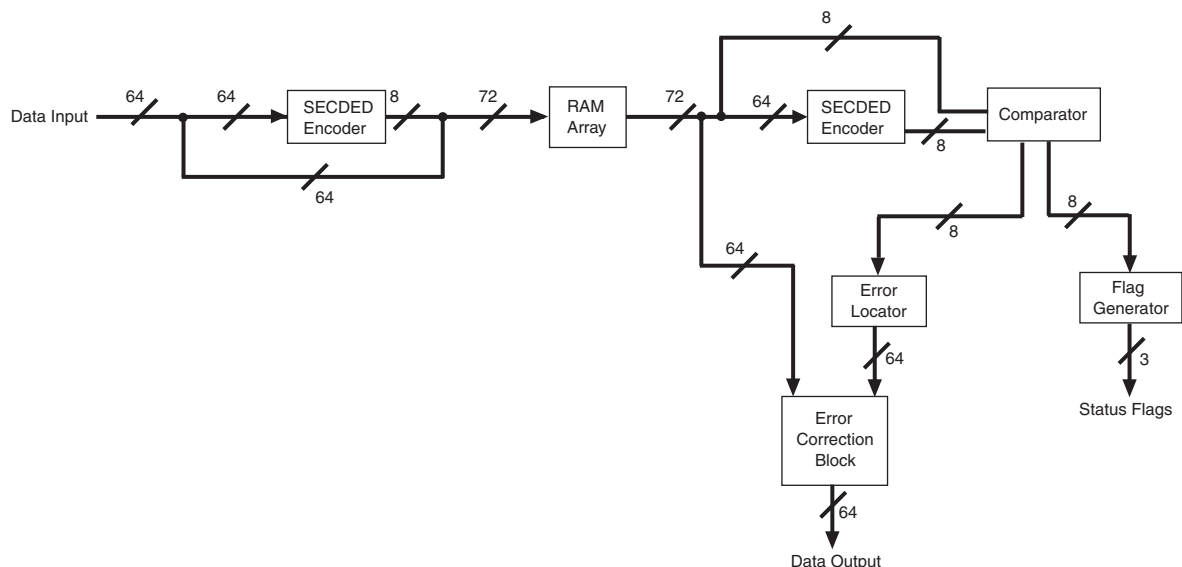 8
64
64
SECDED
Encoder
8
72
RAM
Array
72
64
SECDED
Encoder
8
Comparator
Data Input
64
8
8
64
Error
Locator
Flag
Generator
64
3
Status Flags
Error
Correction
Block
64
Data Output